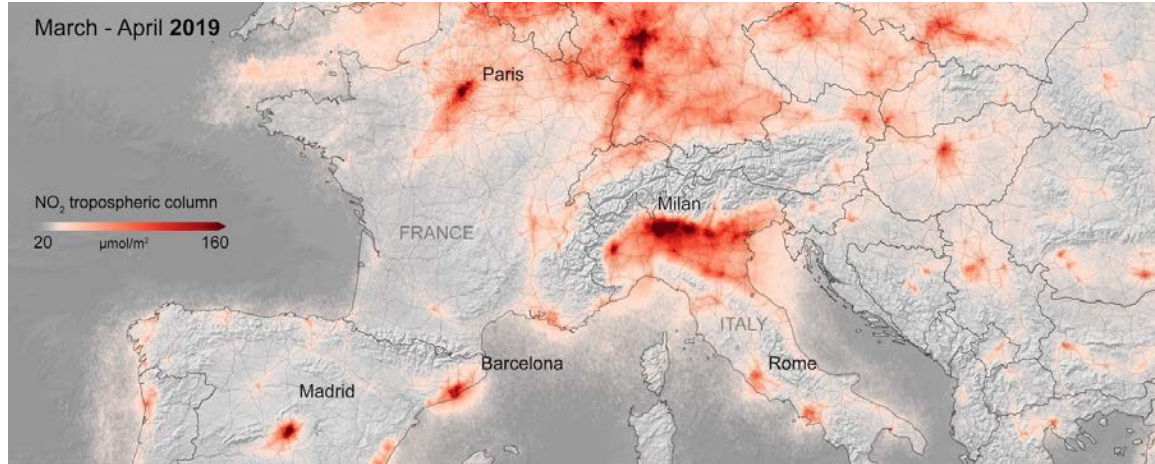 March - April 2019
Paris
NO₂ tropospheric column
20 µmol/m² 160
FRANCE
Milan
ITALY
Barcelona
Rome
Madrid